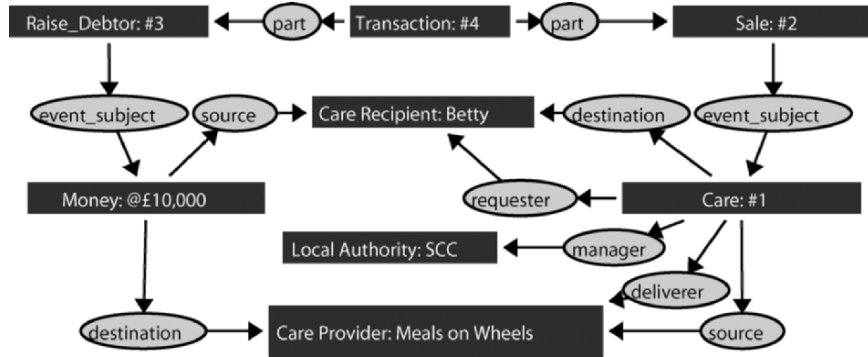 Raise_Debtor: #3
part
Transaction: #4
part
Sale: #2
event_subject
source
Care Recipient: Betty
destination
event_subject
Money: @£10,000
requester
Care: #1
Local Authority: SCC
manager
deliverer
destination
Care Provider: Meals on Wheels
source